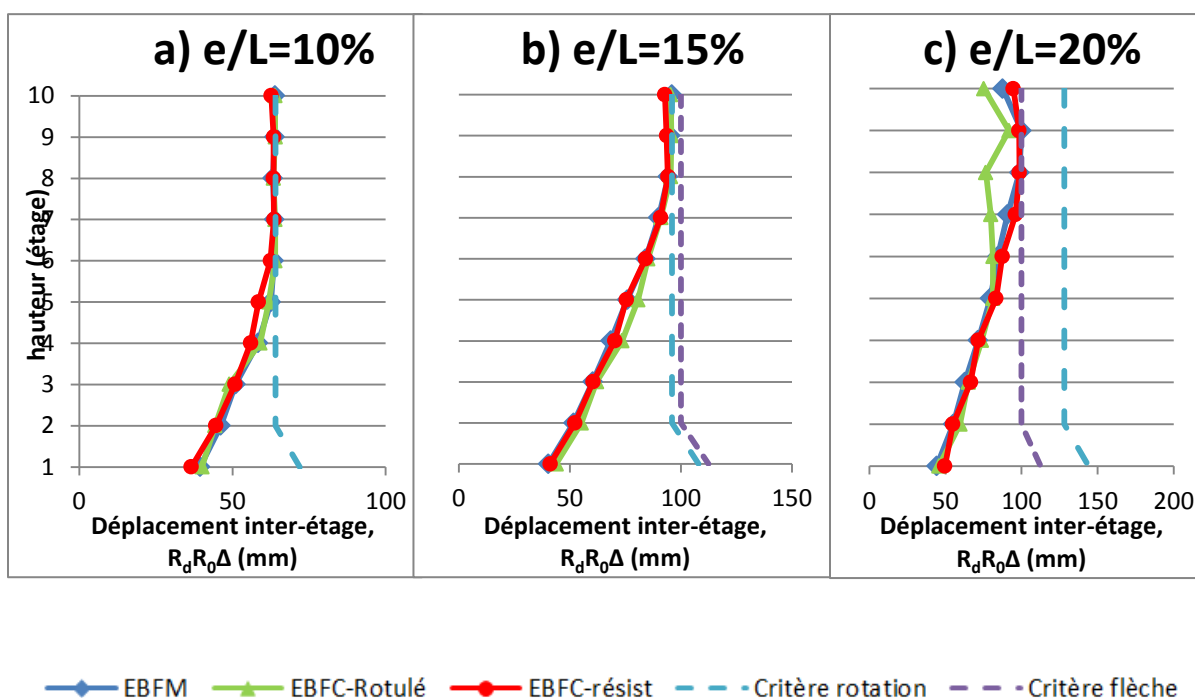 a) e/L=10%
b) e/L=15%
c) e/L=20%
hauteur (étage)
10
9
8
7
6
5
4
3
2
1
50
100
0
50
100
150
0
50
100
150
200
Déplacement inter-étage,
RdR0Δ (mm)
Déplacement inter-étage,
RdR0Δ (mm)
Déplacement inter-étage,
RdR0Δ (mm)
EBFM
EBFC-Rotulé
EBFC-résist
Critère rotation
Critère flèche